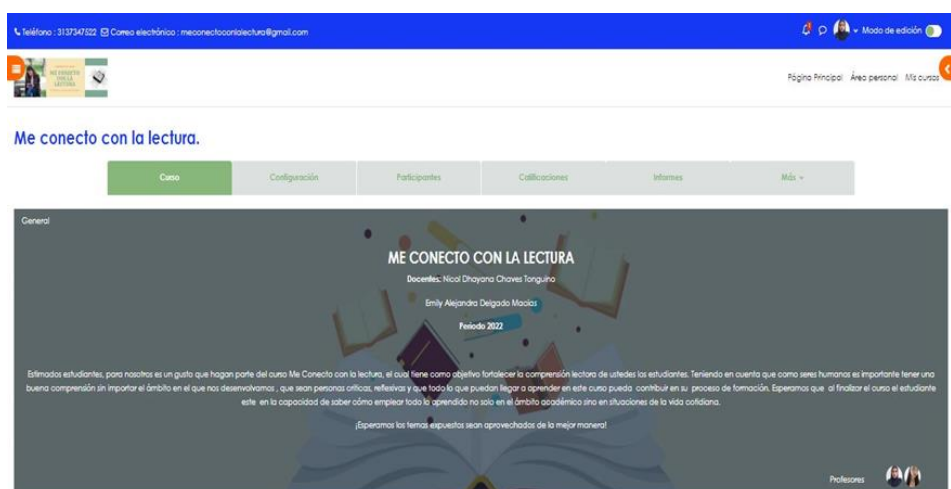 Teléfono : 3137347522 Correo electrónico : meconectoconlalectura@gmail.com
Modo de edición
ME CONECTO
CON LA
LECTURA
Página Principal Área personal Mis cursos
Me conecto con la lectura.
Curso Configuración Participantes Calificaciones Informes Más
General
ME CONECTO CON LA LECTURA
Docentes: Nicol Dhayana Chaves Tonguino
Emily Alejandra Delgado Macias
Periodo 2022
Estimados estudiantes, para nosotros es un gusto que hagan parte del curso Me Conecto con la lectura, el cual tiene como objetivo fortalecer la comprensión lectora de ustedes los estudiantes. Teniendo en cuenta que como seres humanos es importante tener una
buena comprensión sin importar el ámbito en el que nos desenvolvamos , que sean personas críticas, reflexivas y que todo lo que puedan llegar a aprender en este curso pueda contribuir en su proceso de formación. Esperamos que al finalizar el curso el estudiante
este en la capacidad de saber cómo emplear todo lo aprendido no solo en el ámbito académico sino en situaciones de la vida cotidiana.
¡Esperamos los temas expuestos sean aprovechados de la mejor manera!
Profesores